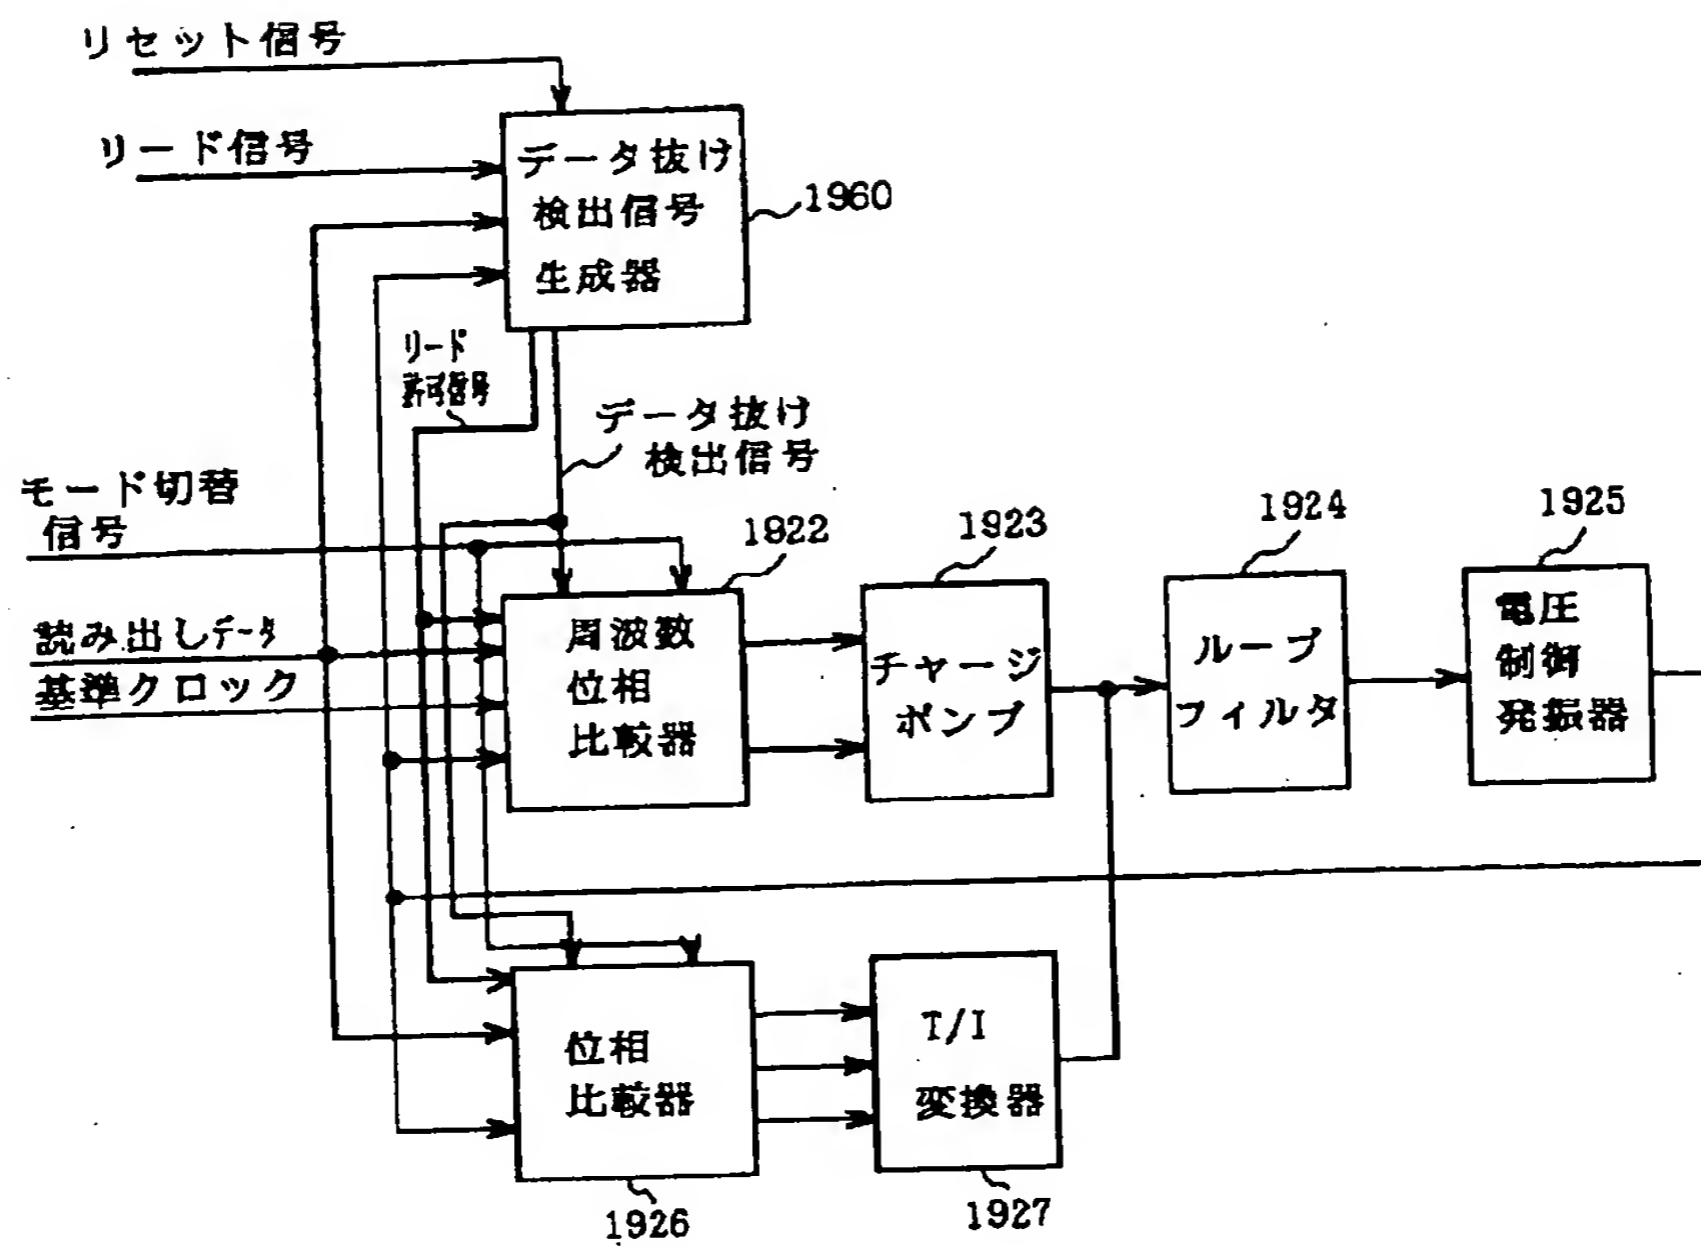 リセット信号
リード信号
データ抜け
検出信号
生成器
1960
リード
許可信号
データ抜け
検出信号
モード切替
信号
読み出しデータ
基準クロック
1922
周波数
位相
比較器
1923
チャージ
ポンプ
1924
ループ
フィルタ
1925
電圧
制御
発振器
位相
比較器
1926
T/I
変換器
1927